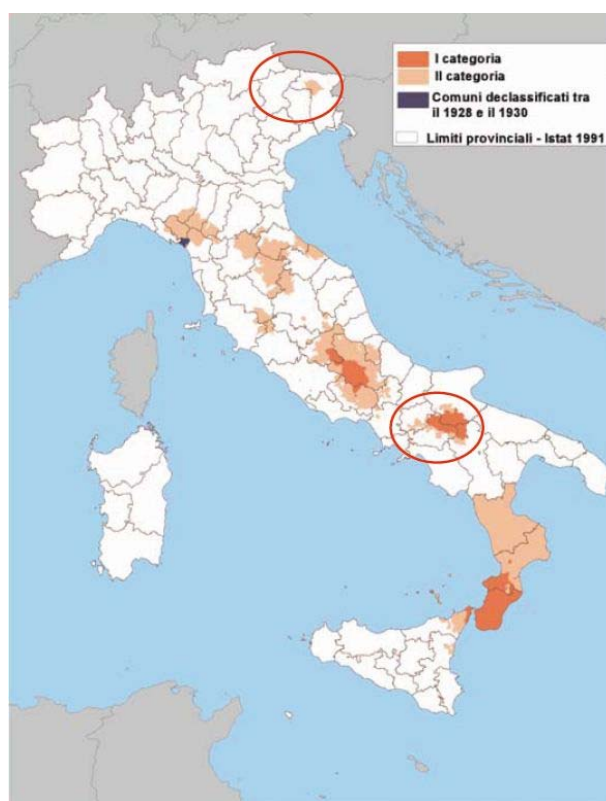 I categoria
II categoria
Comuni declassificati tra
il 1928 e il 1930
Limiti provinciali - Istat 1991